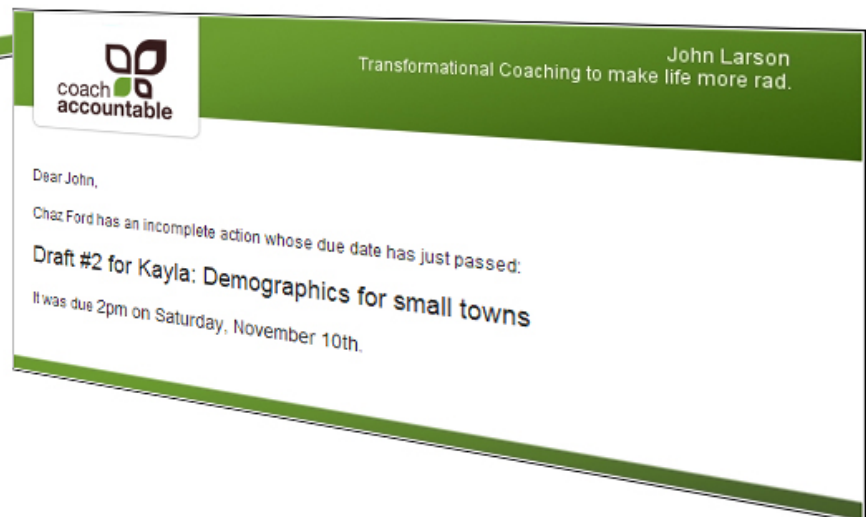 coach
accountable
John Larson
Transformational Coaching to make life more rad.
Dear John,
Chaz Ford has an incomplete action whose due date has just passed:
Draft #2 for Kayla: Demographics for small towns
It was due 2pm on Saturday, November 10th.